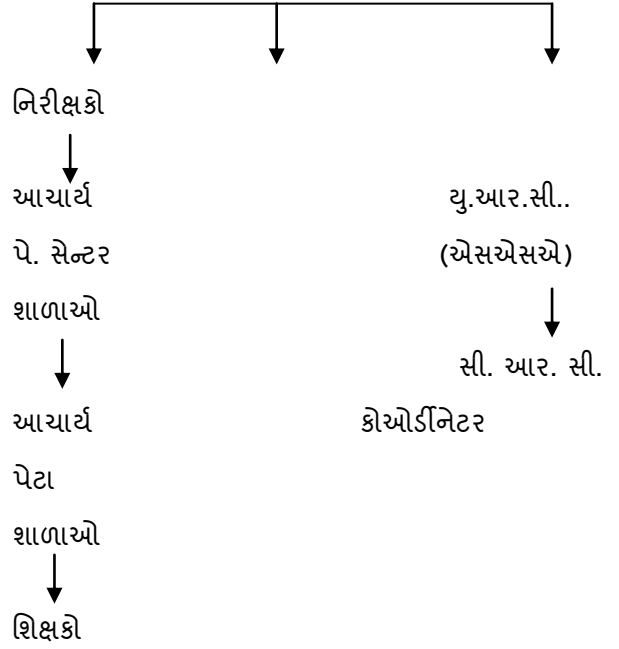 નિરીક્ષકો
આચાર્ય યુ.આર.સી..
પે. સેન્ટર (એસએસએ)
શાળાઓ
સી. આર. સી.
આચાર્ય કોઓર્ડીનેટર
પેટા
શાળાઓ
શિક્ષકો